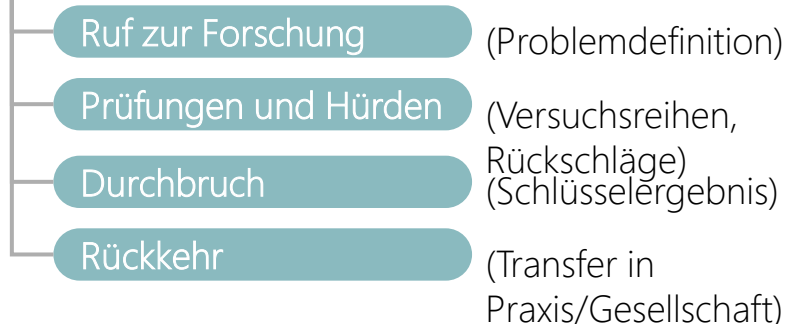 Ruf zur Forschung
(Problemdefinition)
Prüfungen und Hürden
(Versuchsreihen,
Rückschläge)
Durchbruch
(Schlüsselergebnis)
Rückkehr
(Transfer in
Praxis/Gesellschaft)